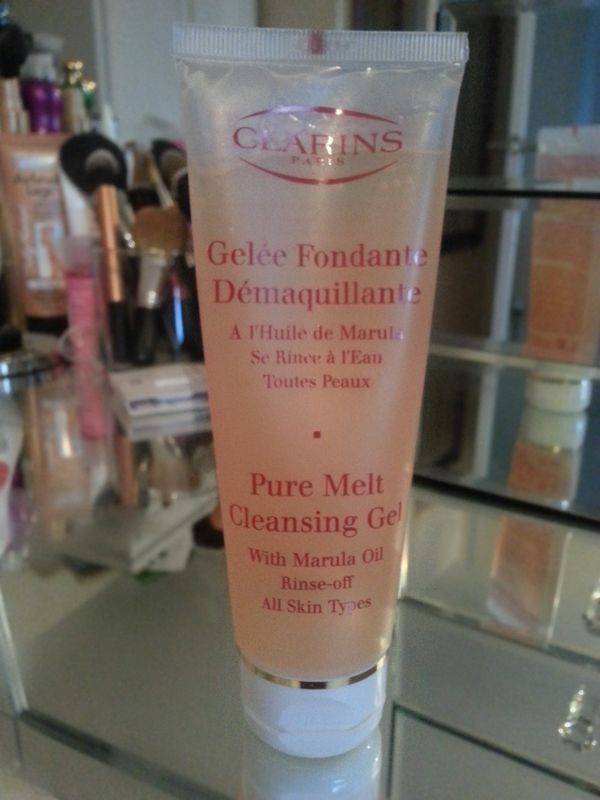 CLARINS
PARIS
Gelée Fondante
Démaquillante
A l'Huile de Marula
Se Rince à l'Eau
Toutes Peaux
Pure Melt
Cleansing Gel
With Marula Oil
Rinse-off
All Skin Types